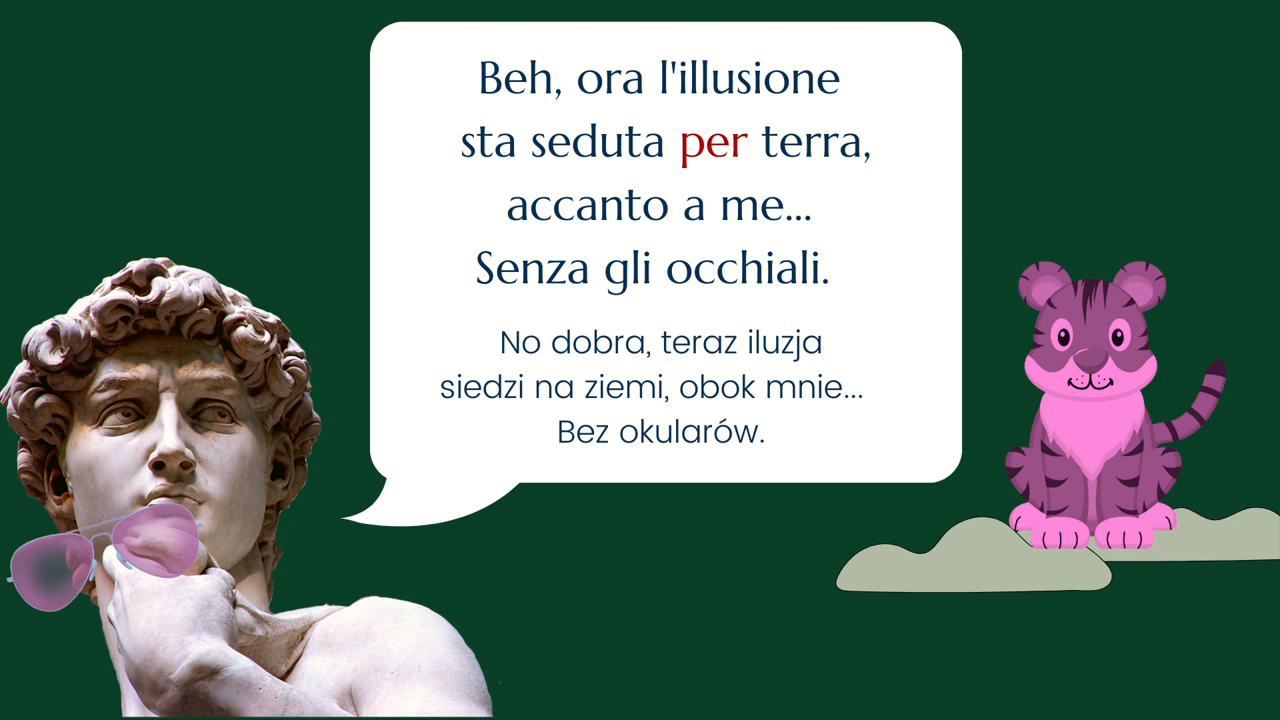 Beh, ora l'illusione
sta seduta per terra,
accanto a me...
Senza gli occhiali.
No dobra, teraz iluzja
siedzi na ziemi, obok mnie...
Bez okularów.